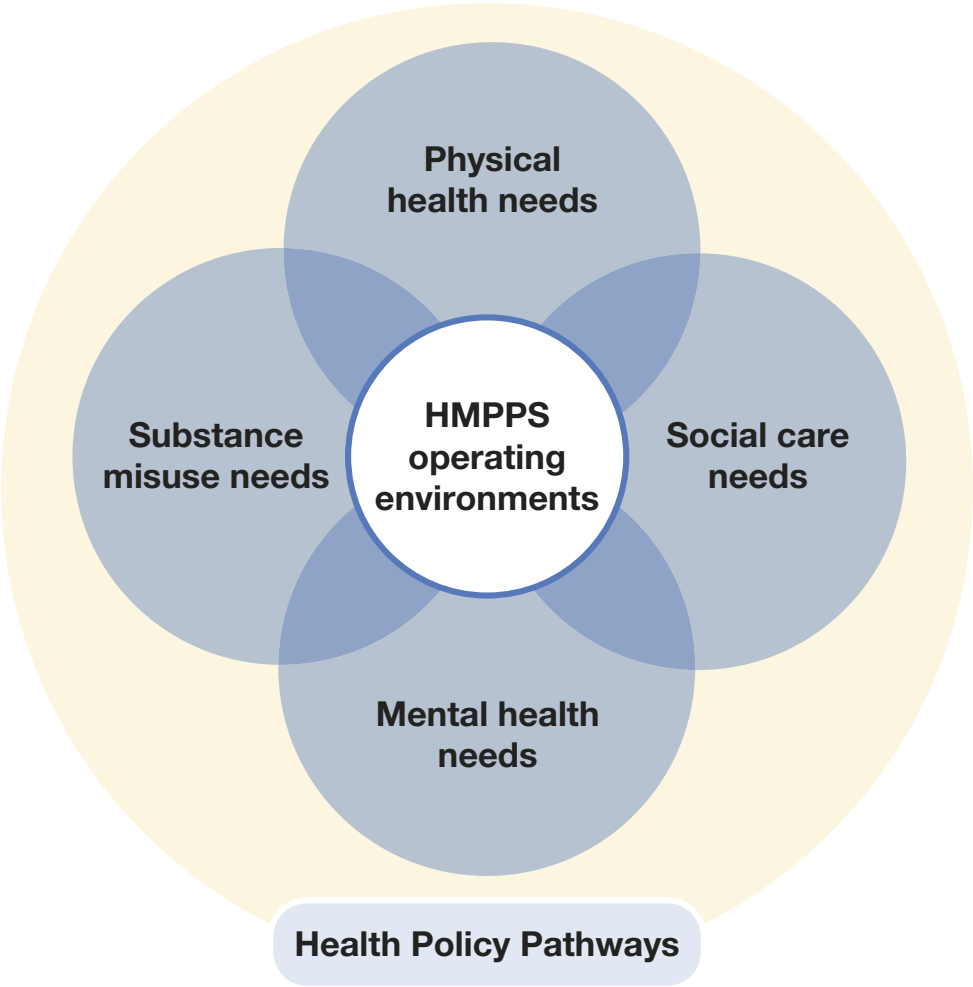 Physical
health needs
Substance
misuse needs
HMPPS
operating
environments
Social care
needs
Mental health
needs
Health Policy Pathways